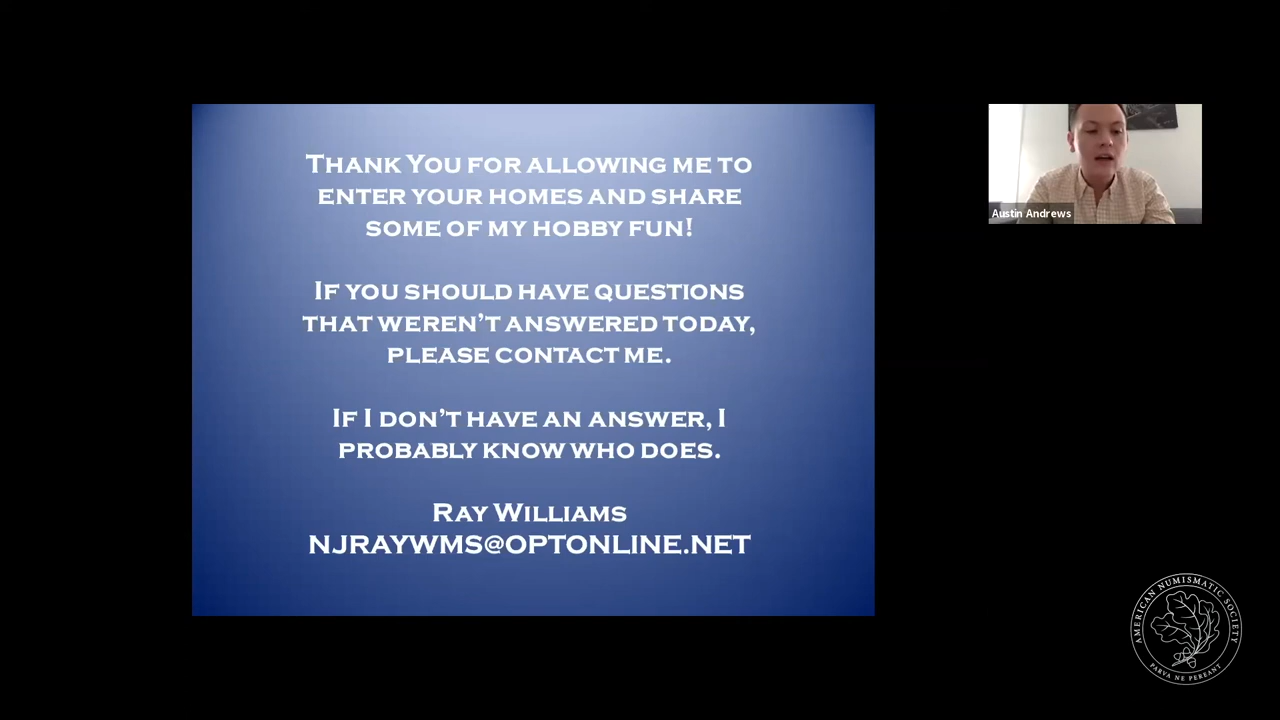 Thank You for allowing me to
enter your homes and share
some of my hobby fun!
If you should have questions
that weren't answered today,
please contact me.
If I don't have an answer, I
probably know who does.
Ray Williams
NJRAYWMS@OPTONLINE.NET
Austin Andrews
AMERICAN NUMISMATIC SOCIETY
PARVA NE PEREANT